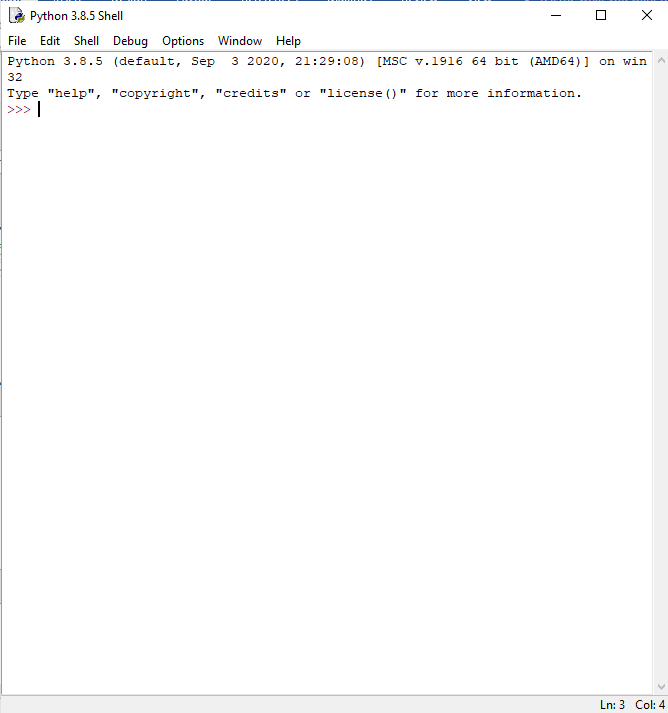 Python 3.8.5 Shell
File Edit Shell Debug Options Window Help
Python 3.8.5 (default, Sep  3 2020, 21:29:08) [MSC v.1916 64 bit (AMD64)] on win
32
Type "help", "copyright", "credits" or "license()" for more information.
>>>
Ln: 3 Col: 4